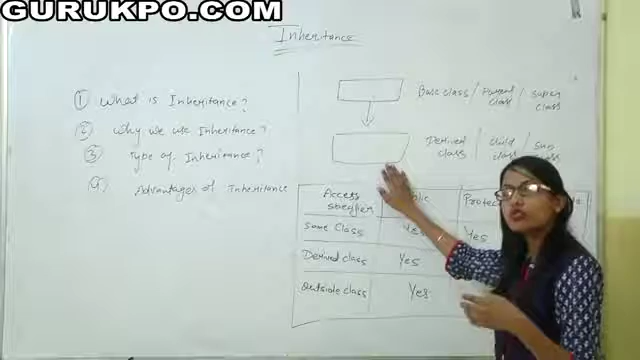 GURUKPO.COM
Inheritance
① What is Inheritance?
② Why we use Inheritance?
③ Type of Inheritance?
④ Advantages of Inheritance
Base class / Parent class / Super class
Derived class / Child class / Sub class
Access specifier
Same Class Yes Yes
Derived class Yes
Outside class Yes